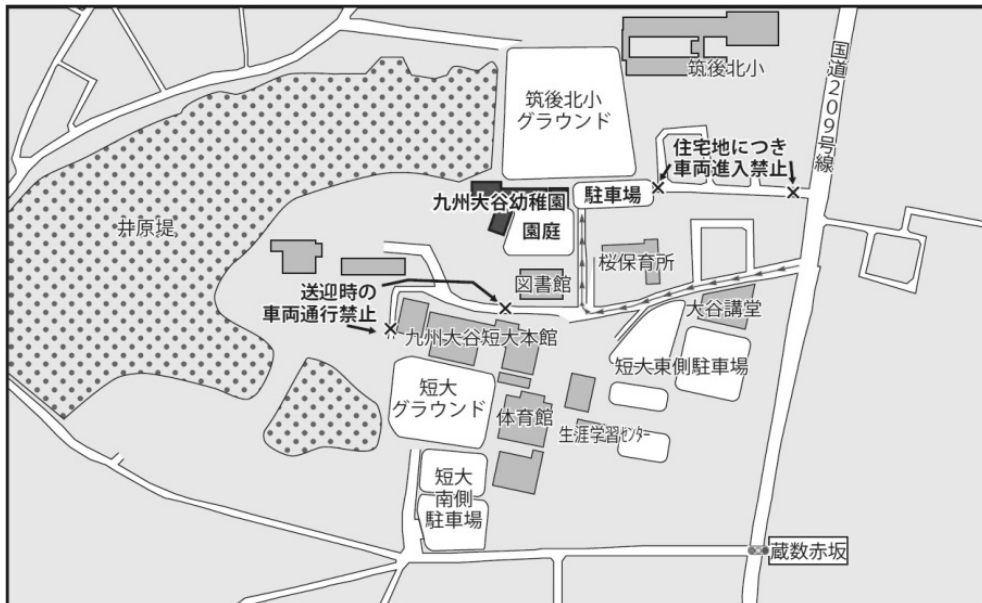 筑後北小
国道209号線
筑後北小
グラウンド
住宅地につき
車両進入禁止
九州大谷幼稚園
駐車場
園庭
井原堤
桜保育所
図書館
送迎時の
車両通行禁止
大谷講堂
九州大谷短大本館
短大東側駐車場
短大
グラウンド
体育館
生涯学習センター
短大
南側
駐車場
蔵数赤坂